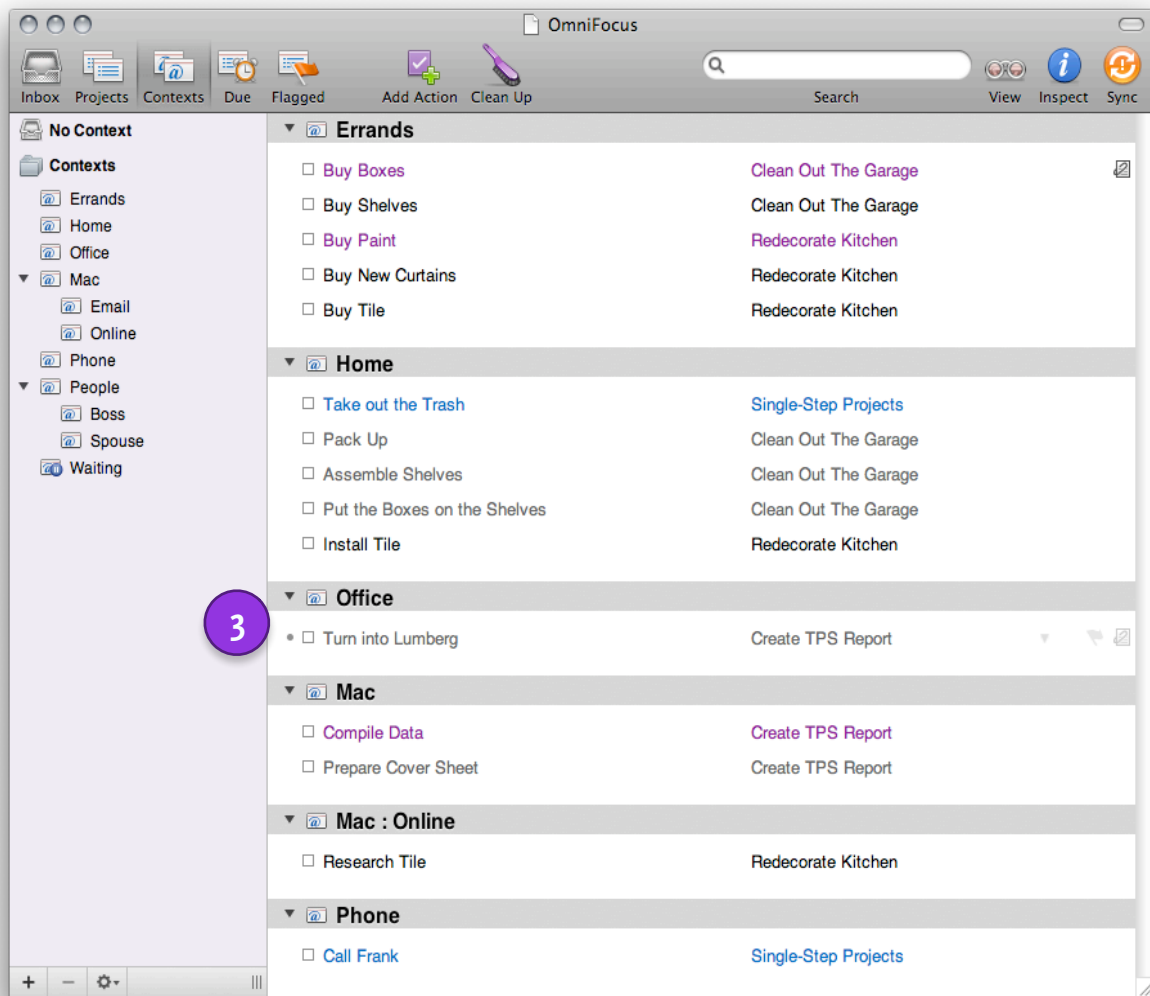 OmniFocus
Inbox Projects Contexts Due Flagged Add Action Clean Up Search View Inspect Sync
No Context
Contexts
Errands
Home
Office
Mac
Email
Online
Phone
People
Boss
Spouse
Waiting
Errands
Buy Boxes Clean Out The Garage
Buy Shelves Clean Out The Garage
Buy Paint Redecorate Kitchen
Buy New Curtains Redecorate Kitchen
Buy Tile Redecorate Kitchen
Home
Take out the Trash Single-Step Projects
Pack Up Clean Out The Garage
Assemble Shelves Clean Out The Garage
Put the Boxes on the Shelves Clean Out The Garage
Install Tile Redecorate Kitchen
3
Office
Turn into Lumberg Create TPS Report
Mac
Compile Data Create TPS Report
Prepare Cover Sheet Create TPS Report
Mac : Online
Research Tile Redecorate Kitchen
Phone
Call Frank Single-Step Projects